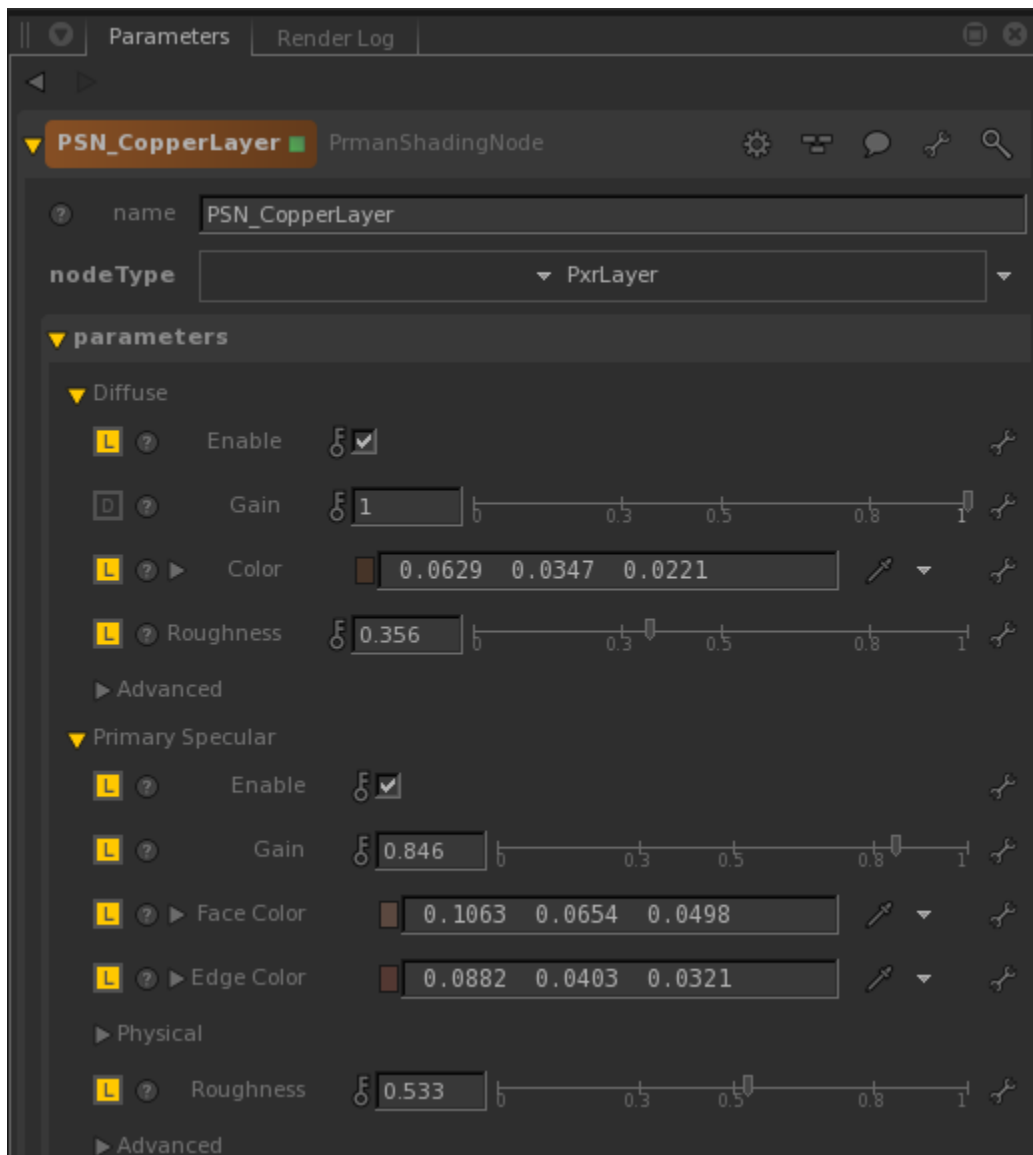 Parameters Render Log
PSN_CopperLayer PrmanShadingNode
? name PSN_CopperLayer
nodeType PxrLayer
parameters
Diffuse
L ? Enable
D ? Gain 1 0 0.3 0.5 0.8 1
L ? Color 0.0629 0.0347 0.0221
L ? Roughness 0.356 0 0.3 0.5 0.8 1
Advanced
Primary Specular
L ? Enable
L ? Gain 0.846 0 0.3 0.5 0.8 1
L ? Face Color 0.1063 0.0654 0.0498
L ? Edge Color 0.0882 0.0403 0.0321
Physical
L ? Roughness 0.533 0 0.3 0.5 0.8 1
Advanced